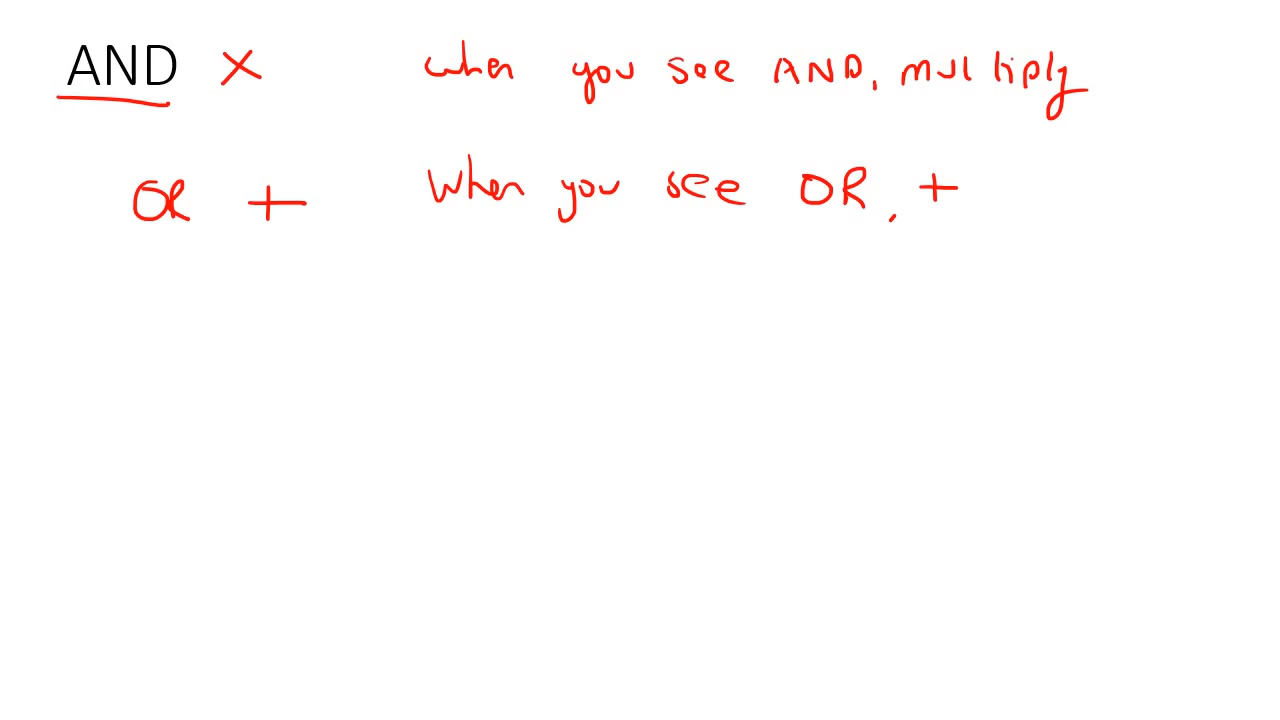 AND × when you see AND, multiply
OR + When you see OR, +